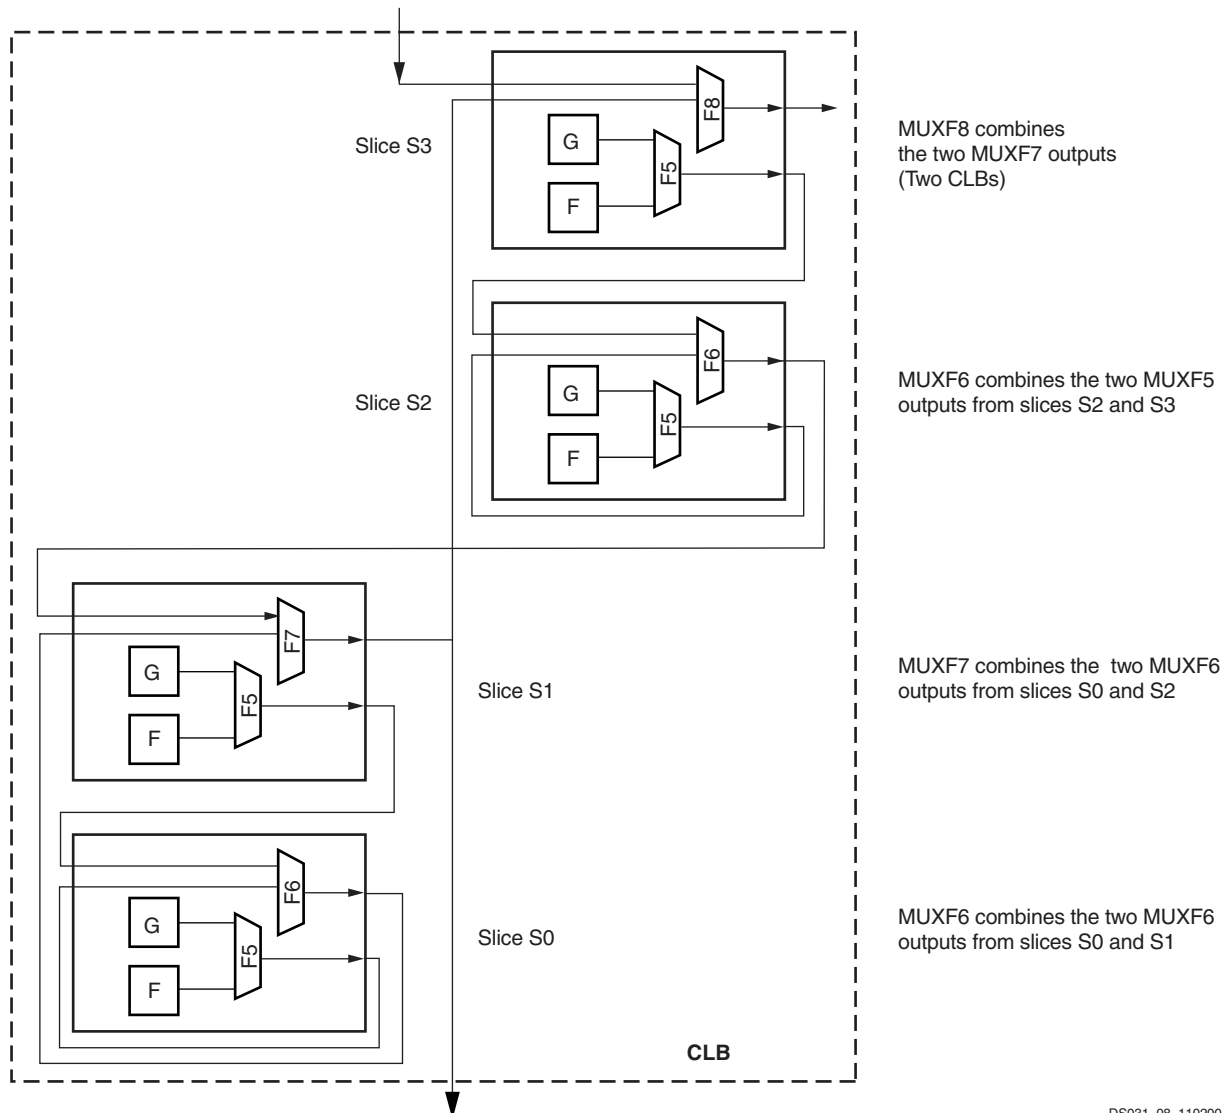 Slice S3
G
F
F5
F8
MUXF8 combines
the two MUXF7 outputs
(Two CLBs)
Slice S2
G
F
F5
F6
MUXF6 combines the two MUXF5
outputs from slices S2 and S3
G
F
F5
F7
Slice S1
MUXF7 combines the two MUXF6
outputs from slices S0 and S2
G
F
F5
F6
Slice S0
MUXF6 combines the two MUXF6
outputs from slices S0 and S1
CLB